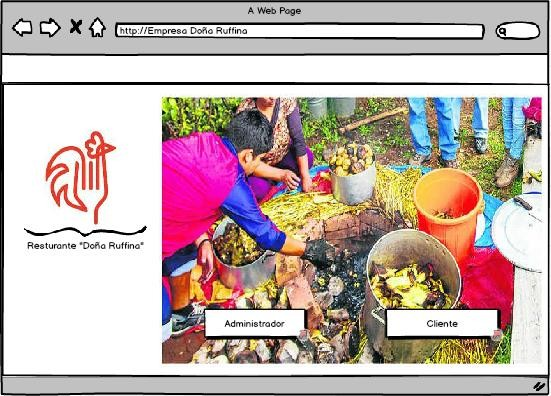 A Web Page
http://Empresa Doña Ruffina
Resturante "Doña Ruffina"
Administrador
Cliente